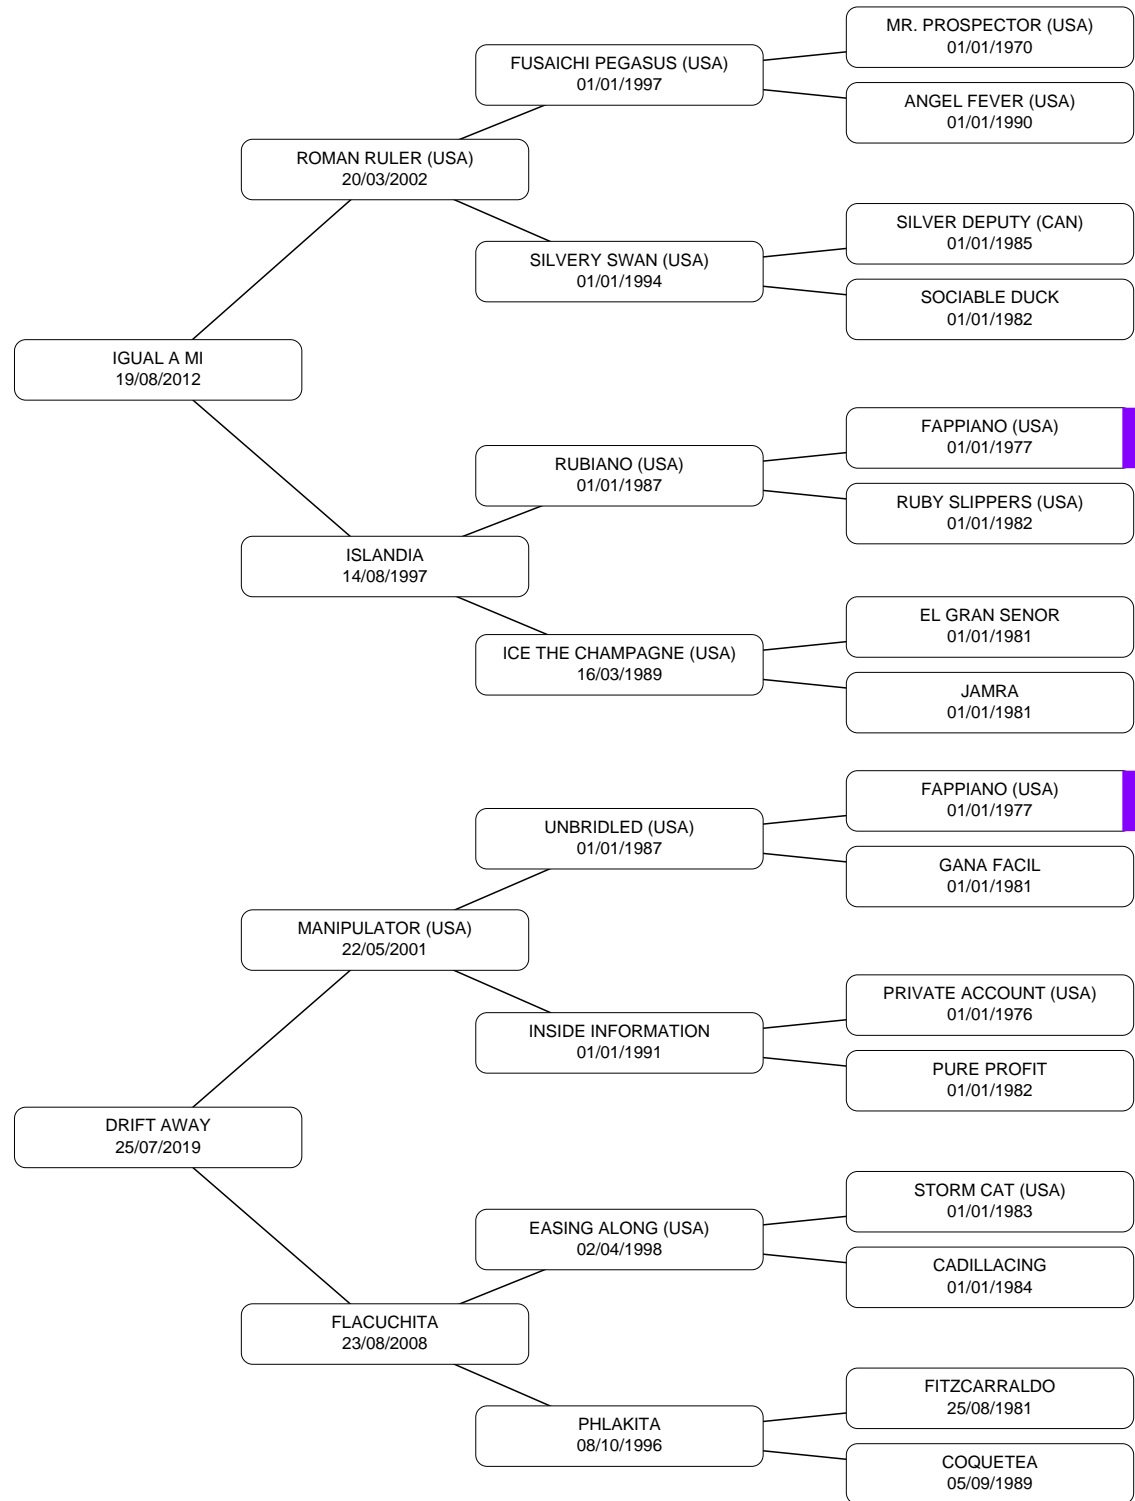 MR. PROSPECTOR (USA)
01/01/1970
FUSAICHI PEGASUS (USA)
01/01/1997
ANGEL FEVER (USA)
01/01/1990
ROMAN RULER (USA)
20/03/2002
SILVER DEPUTY (CAN)
01/01/1985
SILVERY SWAN (USA)
01/01/1994
SOCIABLE DUCK
01/01/1982
IGUAL A MI
19/08/2012
FAPPIANO (USA)
01/01/1977
RUBIANO (USA)
01/01/1987
RUBY SLIPPERS (USA)
01/01/1982
ISLANDIA
14/08/1997
EL GRAN SENOR
01/01/1981
ICE THE CHAMPAGNE (USA)
16/03/1989
JAMRA
01/01/1981
FAPPIANO (USA)
01/01/1977
UNBRIDLED (USA)
01/01/1987
GANA FACIL
01/01/1981
MANIPULATOR (USA)
22/05/2001
PRIVATE ACCOUNT (USA)
01/01/1976
INSIDE INFORMATION
01/01/1991
PURE PROFIT
01/01/1982
DRIFT AWAY
25/07/2019
STORM CAT (USA)
01/01/1983
EASING ALONG (USA)
02/04/1998
CADILLACING
01/01/1984
FLACUCHITA
23/08/2008
FITZCARRALDO
25/08/1981
PHLAKITA
08/10/1996
COQUETEA
05/09/1989